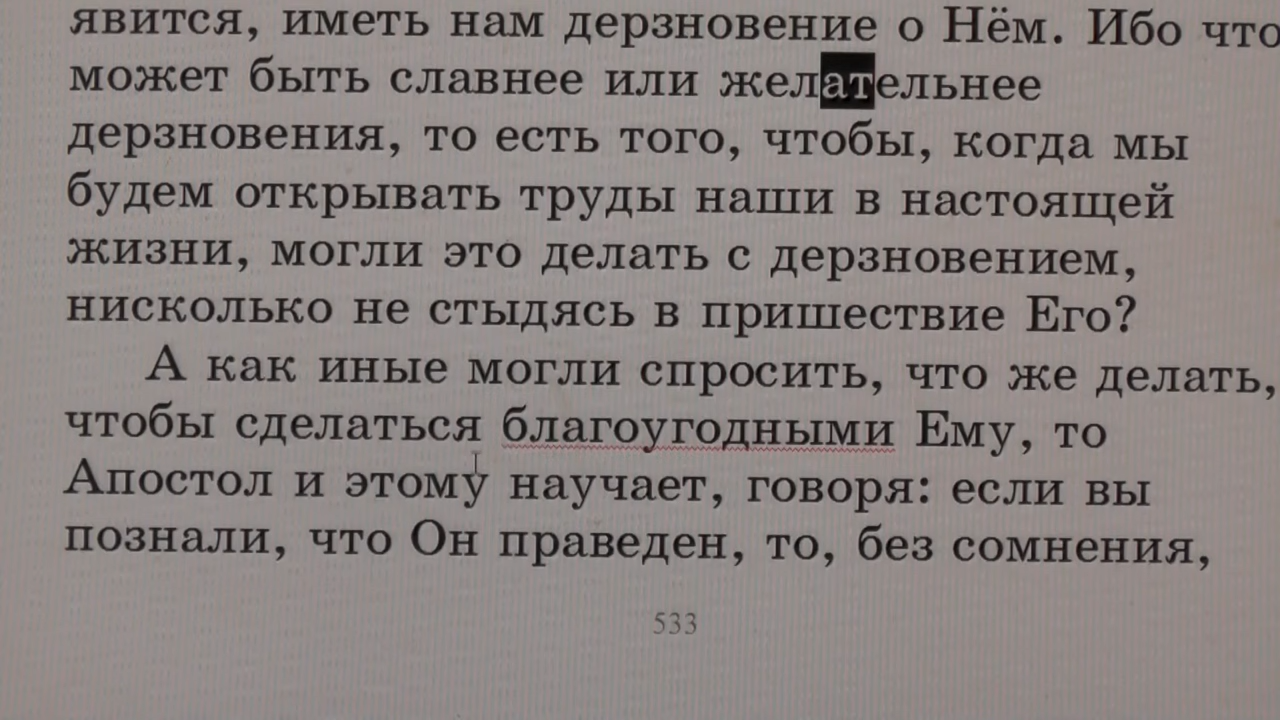 явится, иметь нам дерзновение о Нём. Ибо что
может быть славнее или желательнее
дерзновения, то есть того, чтобы, когда мы
будем открывать труды наши в настоящей
жизни, могли это делать с дерзновением,
нисколько не стыдясь в пришествие Его?
А как иные могли спросить, что же делать,
чтобы сделаться благоугодными Ему, то
Апостол и этому научает, говоря: если вы
познали, что Он праведен, то, без сомнения,
533